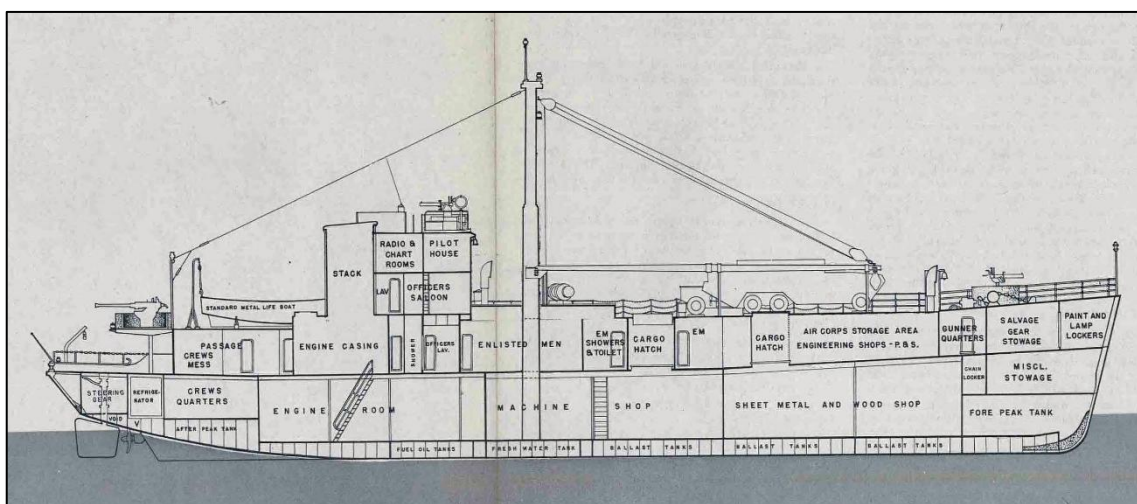 RADIO &
CHART
ROOMS
PILOT
HOUSE
STACK
LAV
OFFICERS
SALOON
STANDARD METAL LIFE BOAT
PASSAGE
CREWS
MESS
ENGINE CASING
SHOWER
OFFICERS
LAV.
ENLISTED MEN
EM
SHOWERS
& TOILET
CARGO
HATCH
EM
CARGO
HATCH
AIR CORPS STORAGE AREA
ENGINEERING SHOPS -P.&S.
GUNNER
QUARTERS
SALVAGE
GEAR
STOWAGE
PAINT AND
LAMP
LOCKERS
STEERING
GEAR
REFRIGE-
RATOR
CREWS
QUARTERS
ENGINE ROOM
MACHINE SHOP
SHEET METAL AND WOOD SHOP
CHAIN
LOCKER
MISCL.
STOWAGE
FORE PEAK TANK
VOID
V
AFTER PEAK TANK
FUEL OIL TANKS
FRESH WATER TANK
BALLAST TANKS
BALLAST TANKS
BALLAST TANKS